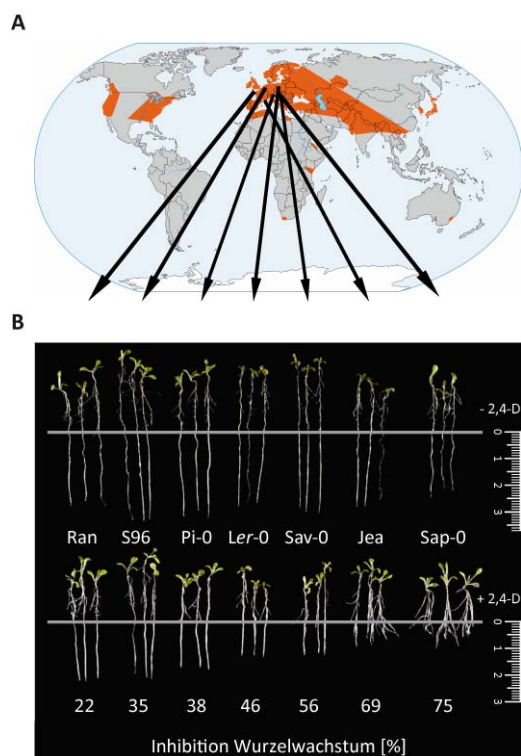 A
B
- 2,4-D
0
1
2
3
Ran S96 Pi-0 Ler-0 Sav-0 Jea Sap-0
+ 2,4-D
0
1
2
3
22 35 38 46 56 69 75
Inhibition Wurzelwachstum [%]